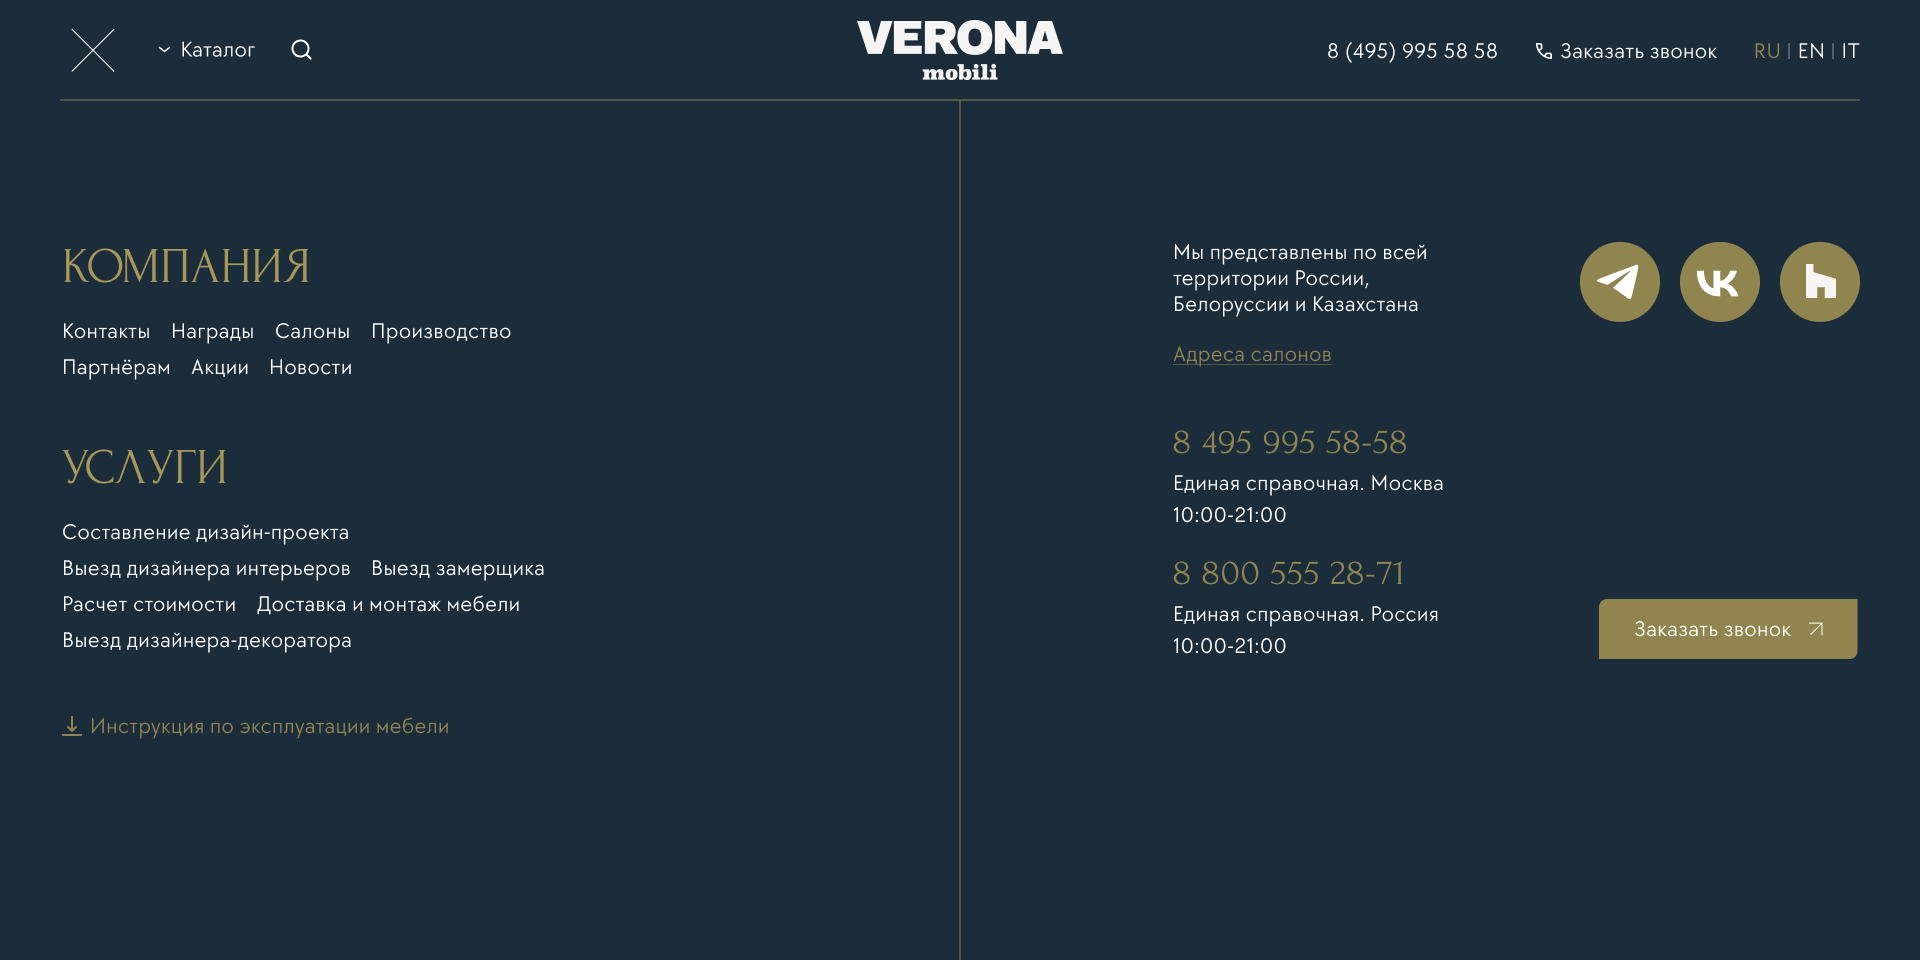 Каталог
VERONA
mobili
8 (495) 995 58 58
Заказать звонок
RU | EN | IT
КОМПАНИЯ
Контакты Награды Салоны Производство
Партнёрам Акции Новости
УСЛУГИ
Составление дизайн-проекта
Выезд дизайнера интерьеров Выезд замерщика
Расчет стоимости Доставка и монтаж мебели
Выезд дизайнера-декоратора
Инструкция по эксплуатации мебели
Мы представлены по всей
территории России,
Белоруссии и Казахстана
Адреса салонов
8 495 995 58-58
Единая справочная. Москва
10:00-21:00
8 800 555 28-71
Единая справочная. Россия
10:00-21:00
Заказать звонок